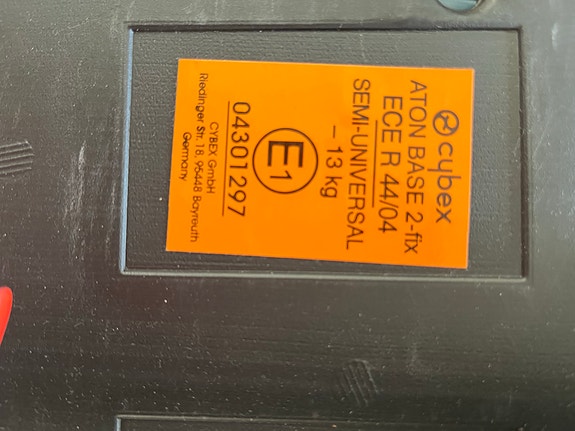 cybex
ATON BASE 2-fix
ECE R 44/04
SEMI-UNIVERSAL
– 13 kg
E1
04301297
CYBEX GmbH
Riedinger Str. 18, 95448 Bayreuth
Germany